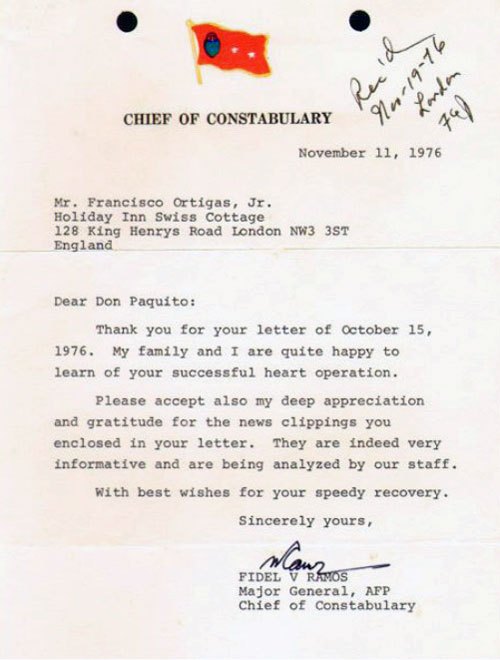 CHIEF OF CONSTABULARY
Rec'd
Nov-19-76
London
November 11, 1976
Mr. Francisco Ortigas, Jr.
Holiday Inn Swiss Cottage
128 King Henrys Road London NW3 3ST
England
Dear Don Paquito:
Thank you for your letter of October 15,
1976. My family and I are quite happy to
learn of your successful heart operation.
Please accept also my deep appreciation
and gratitude for the news clippings you
enclosed in your letter. They are indeed very
informative and are being analyzed by our staff.
With best wishes for your speedy recovery.
Sincerely yours,
FIDEL V RAMOS
Major General, AFP
Chief of Constabulary